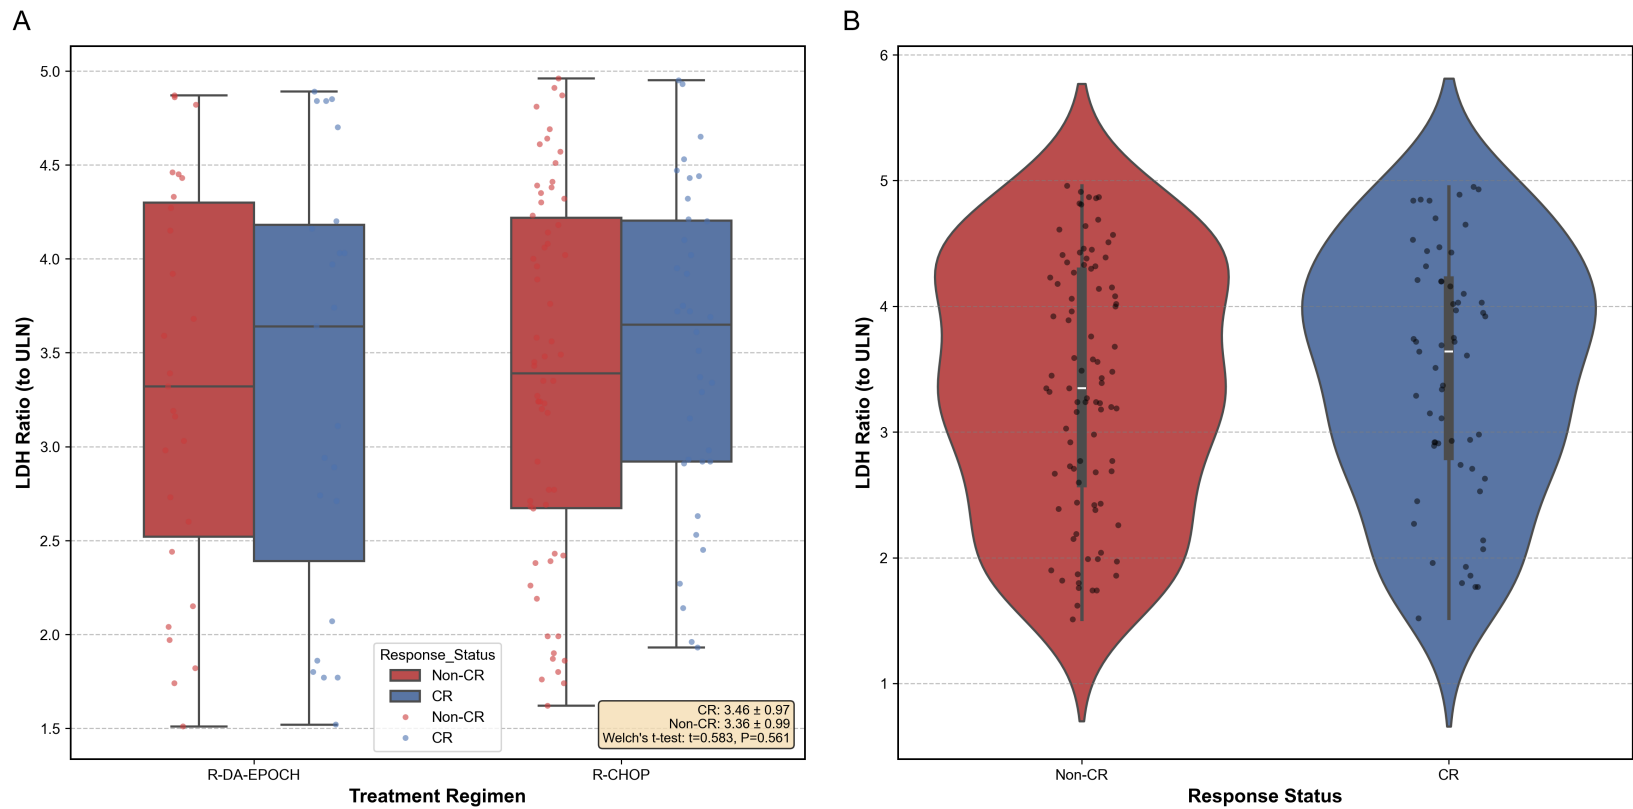 A
LDH Ratio (to ULN)
5.0
4.5
4.0
3.5
3.0
2.5
2.0
1.5
Response_Status
Non-CR
CR
Non-CR
CR
CR: 3.46 ± 0.97
Non-CR: 3.36 ± 0.99
Welch's t-test: t=0.583, P=0.561
R-DA-EPOCH
R-CHOP
Treatment Regimen
B
LDH Ratio (to ULN)
6
5
4
3
2
1
Non-CR
CR
Response Status